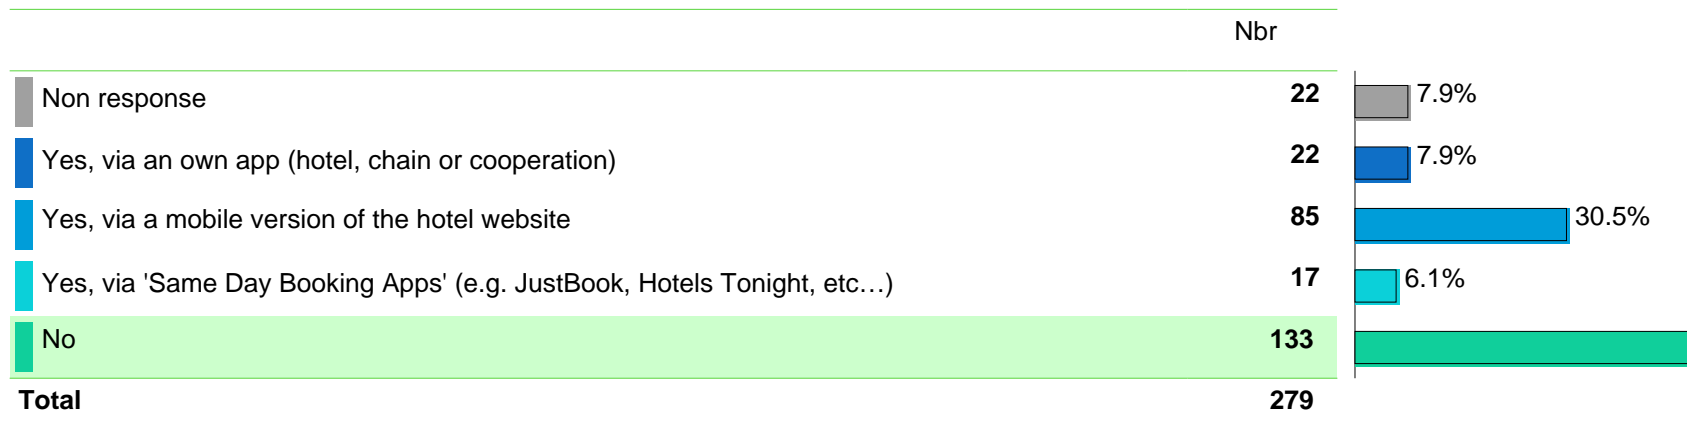 Nbr
Non response 22 7.9%
Yes, via an own app (hotel, chain or cooperation) 22 7.9%
Yes, via a mobile version of the hotel website 85 30.5%
Yes, via 'Same Day Booking Apps' (e.g. JustBook, Hotels Tonight, etc…) 17 6.1%
No 133
Total 279